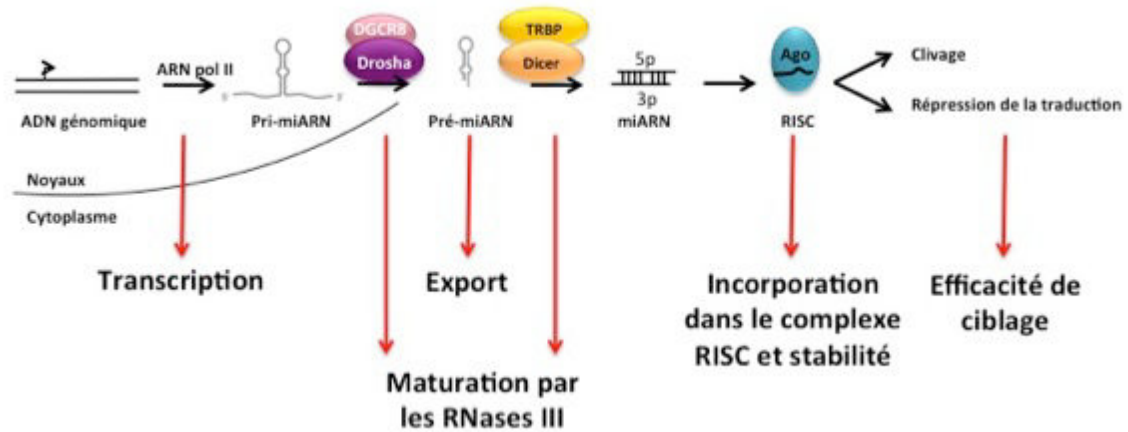 DGCR8
TRBP
Drosha
Dicer
ARN pol II
5p
Ago
Clivage
5'
3'
3p
ADN génomique
Pri-miARN
Pré-miARN
miARN
RISC
Répression de la traduction
Noyaux
Cytoplasme
Transcription
Export
Incorporation
dans le complexe
RISC et stabilité
Efficacité de
ciblage
Maturation par
les RNases III